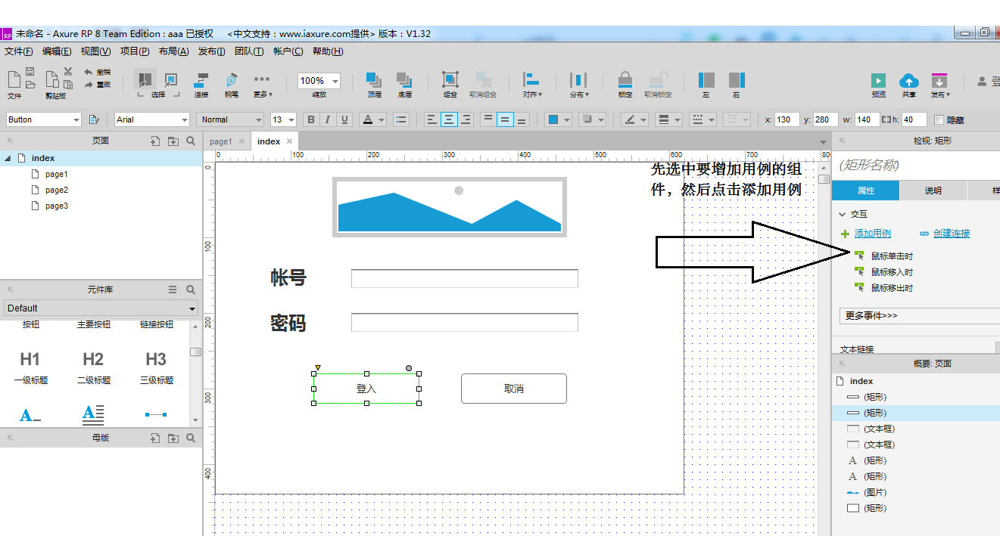 RP 未命名 - Axure RP 8 Team Edition : aaa 已授权 <中文支持：www.iaxure.com提供> 版本：V1.32
文件(F) 编辑(E) 视图(V) 项目(P) 布局(A) 发布(I) 团队(T) 帐户(C) 帮助(H)
撤销
重做
100%
文件 剪贴板 选择 连接 钢笔 更多 缩放 顶层 底层 组合 取消组合 对齐 分布 锁定 取消锁定 左 右 预览 共享 发布
Button Arial Normal 13 B I U A x: 130 y: 280 w: 140 h: 40 隐藏
页面
index
page1
page2
page3
元件库
Default
按钮 主要按钮 链接按钮
H1 H2 H3
一级标题 二级标题 三级标题
A A
母版
page1 index
0 100 200 300 400 500 600 700 800
0
100
200
300
400
先选中要增加用例的组
件，然后点击添加用例
帐号
密码
登入 取消
检视: 矩形
(矩形名称)
属性 说明 样
交互
添加用例 创建连接
鼠标单击时
鼠标移入时
鼠标移出时
更多事件>>>
文本链接
概要: 页面
index
(矩形)
(矩形)
(文本框)
(文本框)
A (矩形)
A (矩形)
(图片)
(矩形)